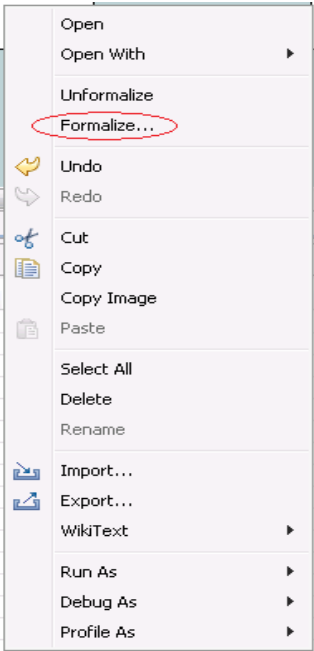 Open
Open With
Unformalize
Formalize...
Undo
Redo
Cut
Copy
Copy Image
Paste
Select All
Delete
Rename
Import...
Export...
WikiText
Run As
Debug As
Profile As